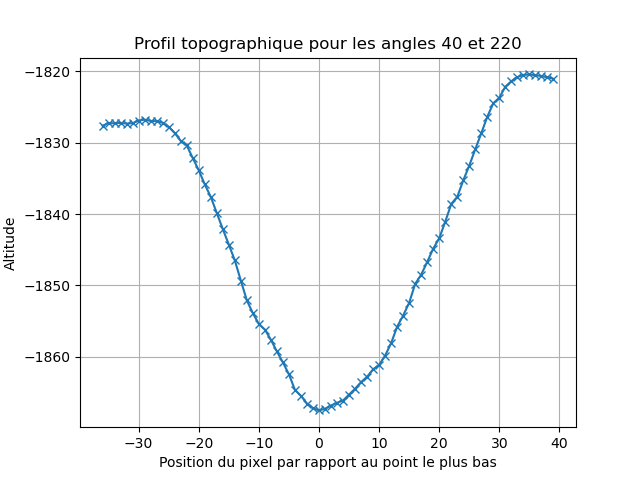 Profil topographique pour les angles 40 et 220
−1820
−1830
−1840
−1850
−1860
Altitude
−30 −20 −10 0 10 20 30 40
Position du pixel par rapport au point le plus bas